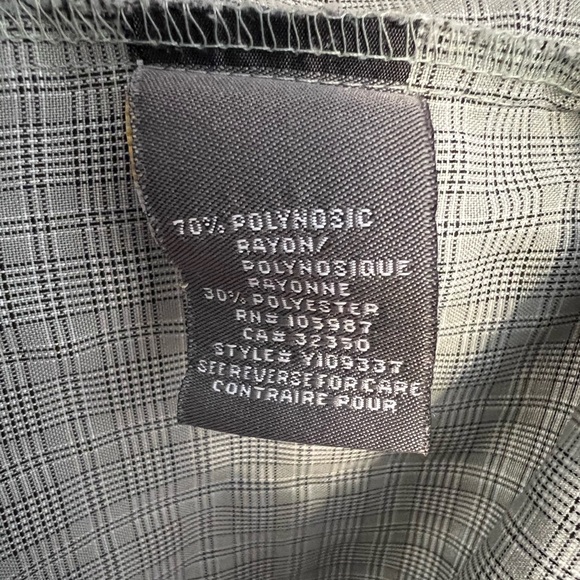 70% POLYNOSIC
RAYON/
POLYNOSIQUE
RAYONNE
30% POLYESTER
RN# 105987
CA# 32350
STYLE# Y109337
SEE REVERSE FOR CARE
CONTRAIRE POUR